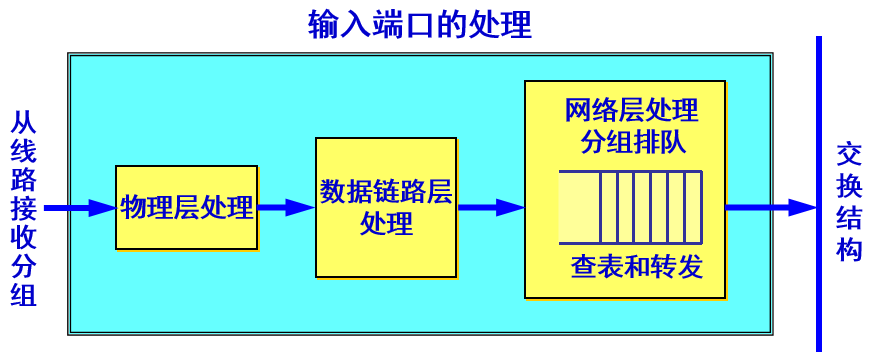 输入端口的处理
从线路接收分组
物理层处理
数据链路层
处理
网络层处理
分组排队
查表和转发
交换结构